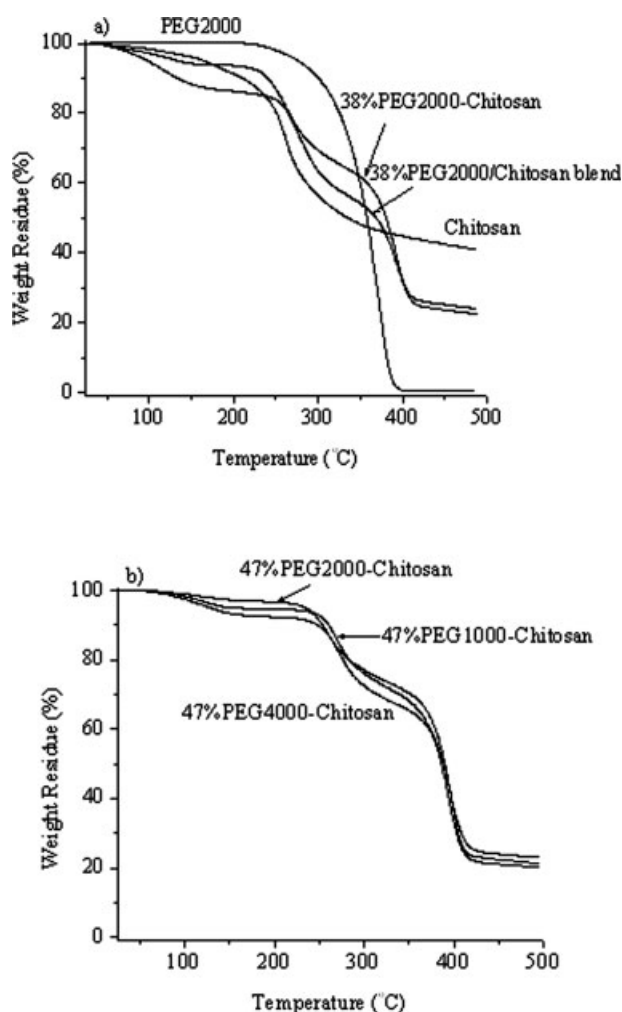 a)
PEG2000
100
38%PEG2000-Chitosan
80
38%PEG2000/Chitosan blend
60
Chitosan
40
20
0
Weight Residue (%)
100 200 300 400 500
Temperature (°C)
b)
47%PEG2000-Chitosan
100
47%PEG1000-Chitosan
80
47%PEG4000-Chitosan
60
40
20
0
Weight Residue (%)
100 200 300 400 500
Temperature (°C)